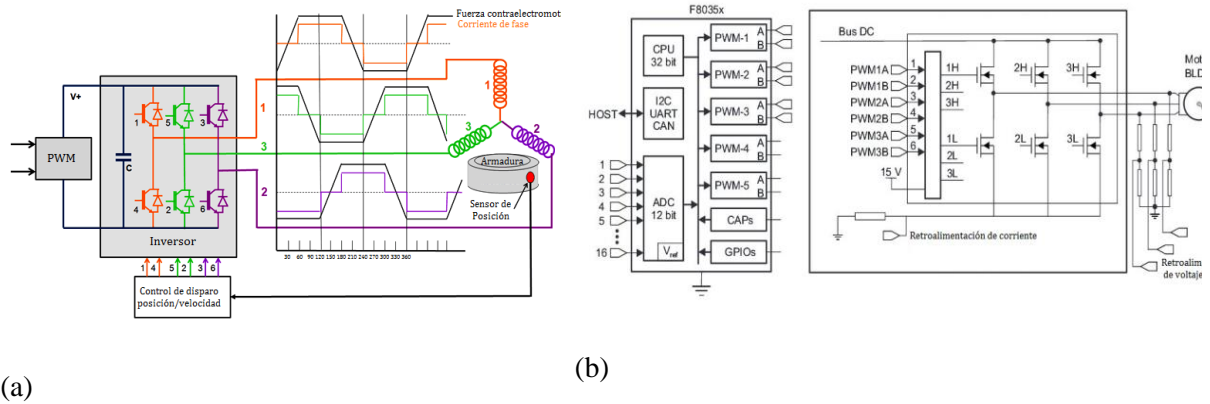 Fuerza contraelectromot
Corriente de fase
V+
PWM
C
1
5
3
4
2
6
Inversor
1
3
2
1
3
2
Armadura
Sensor de
Posición
30 60 90 120 150 180 210 240 270 300 330 360
1 4 5 2 3 6
Control de disparo
posición/velocidad
(a)
F8035x
CPU
32 bit
I2C
UART
CAN
HOST
ADC
12 bit
Vref
1
2
3
4
5
16
PWM-1 A
B
PWM-2 A
B
PWM-3 A
B
PWM-4 A
B
PWM-5 A
B
CAPs
GPIOs
Bus DC
PWM1A 1
PWM1B 2
PWM2A 3
PWM2B 4
PWM3A 5
PWM3B 6
15 V
1H
2H
3H
1L
2L
3L
1H 2H 3H
1L 2L 3L
Mot
BLD
Retroalimentación de corriente
Retroalim
de voltaje
(b)